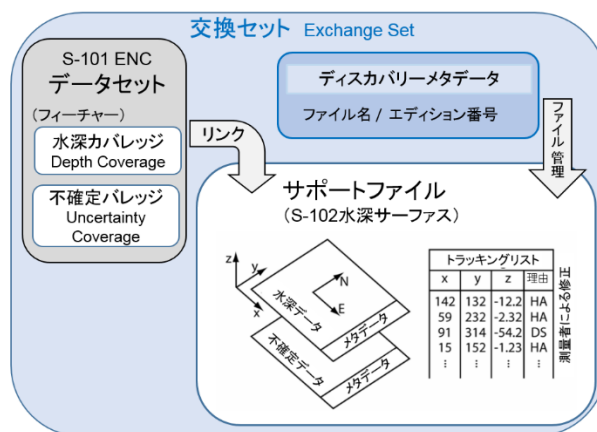 交換セット Exchange Set
S-101 ENC
データセット
(フィーチャー)
水深カバレッジ
Depth Coverage
不確定バレッジ
Uncertainty
Coverage
リンク
ディスカバリーメタデータ
ファイル名 / エディション番号
ファイル管理
サポートファイル
(S-102水深サーファス)
z
y
x
N
E
水深データ
メタデータ
不確定データ
メタデータ
トラッキングリスト
x y z 理由
142 132 -12.2 HA
59 232 -2.32 HA
91 314 -54.2 DS
15 152 -1.23 HA
⋮ ⋮ ⋮ ⋮
測量者による修正